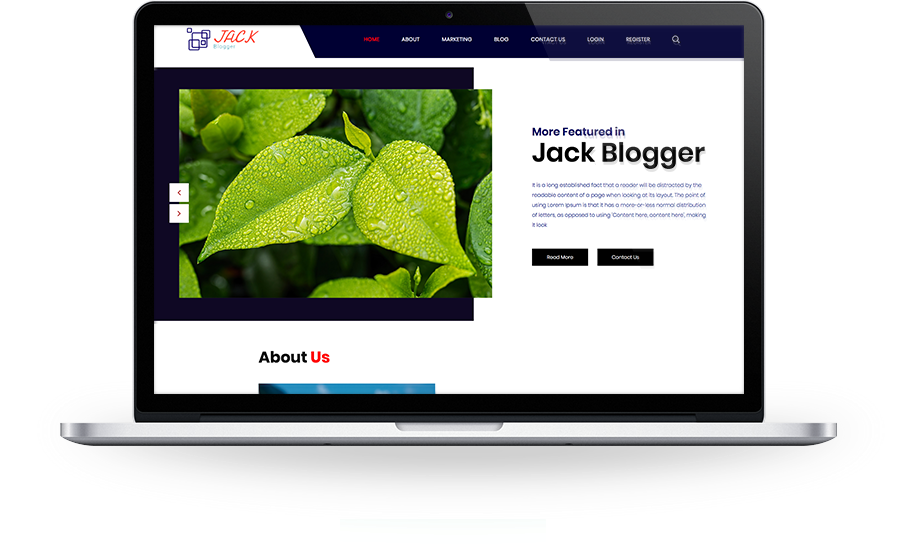 JACK
Blogger
HOME ABOUT MARKETING BLOG CONTACT US LOGIN REGISTER
More Featured in
Jack Blogger
It is a long established fact that a reader will be distracted by the
readable content of a page when looking at its layout. The point of
using Lorem Ipsum is that it has a more-or-less normal distribution
of letters, as opposed to using 'Content here, content here', making
it look
Read More Contact Us
About Us